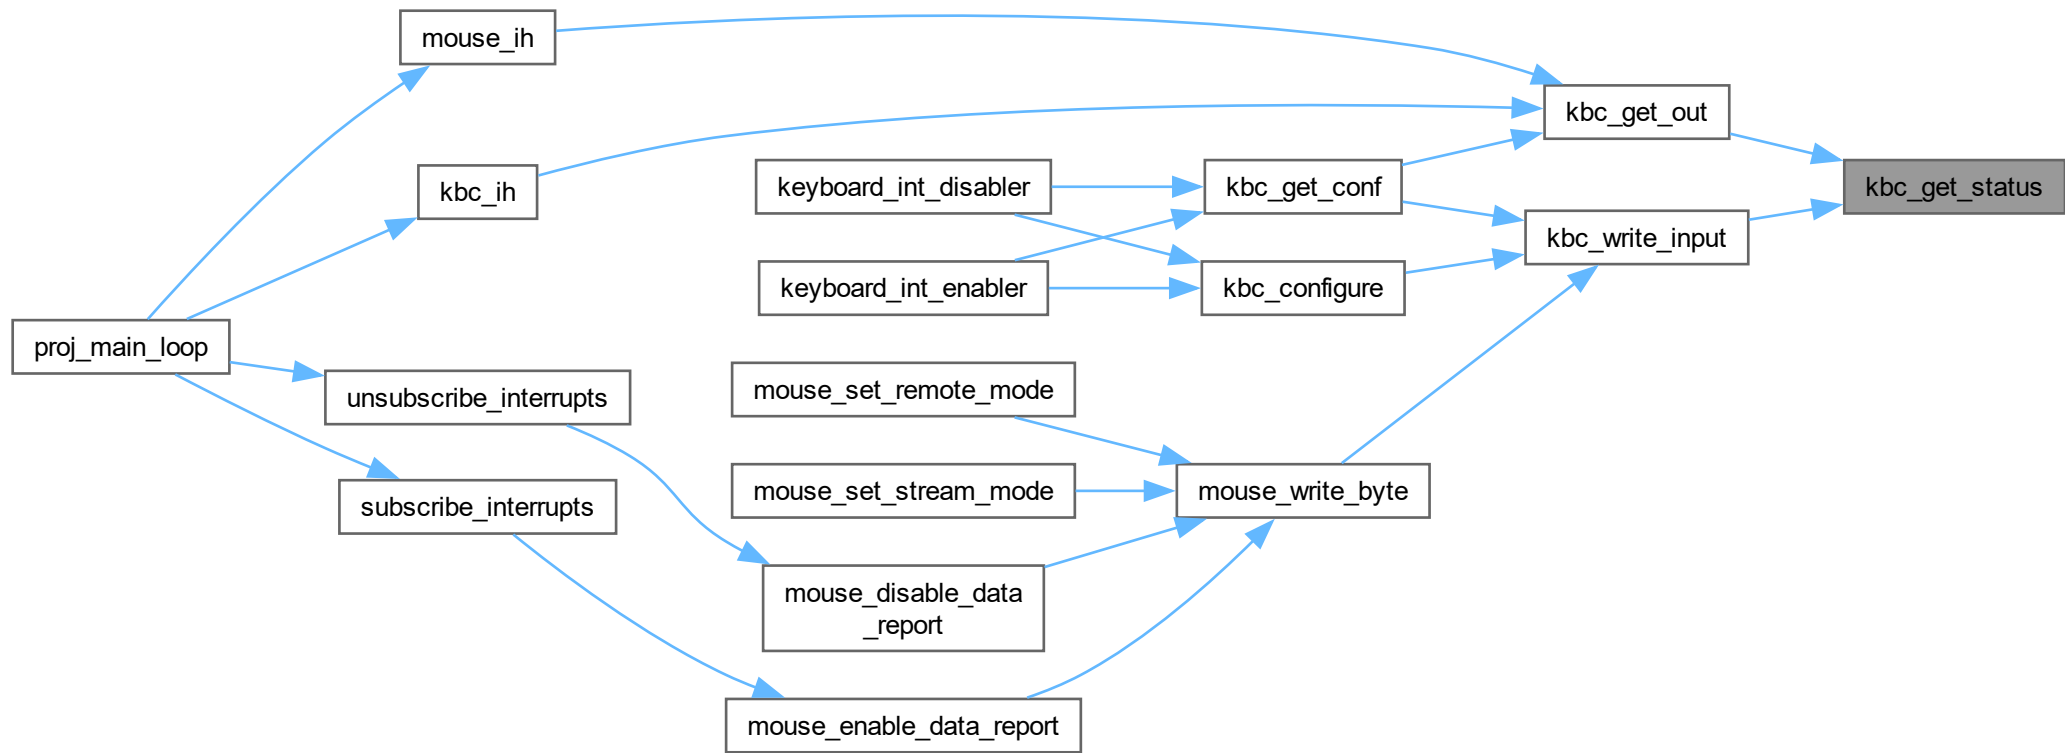 mouse_ih
kbc_get_out
kbc_ih
keyboard_int_disabler
kbc_get_conf
kbc_get_status
kbc_write_input
keyboard_int_enabler
kbc_configure
proj_main_loop
unsubscribe_interrupts
mouse_set_remote_mode
subscribe_interrupts
mouse_set_stream_mode
mouse_write_byte
mouse_disable_data
_report
mouse_enable_data_report